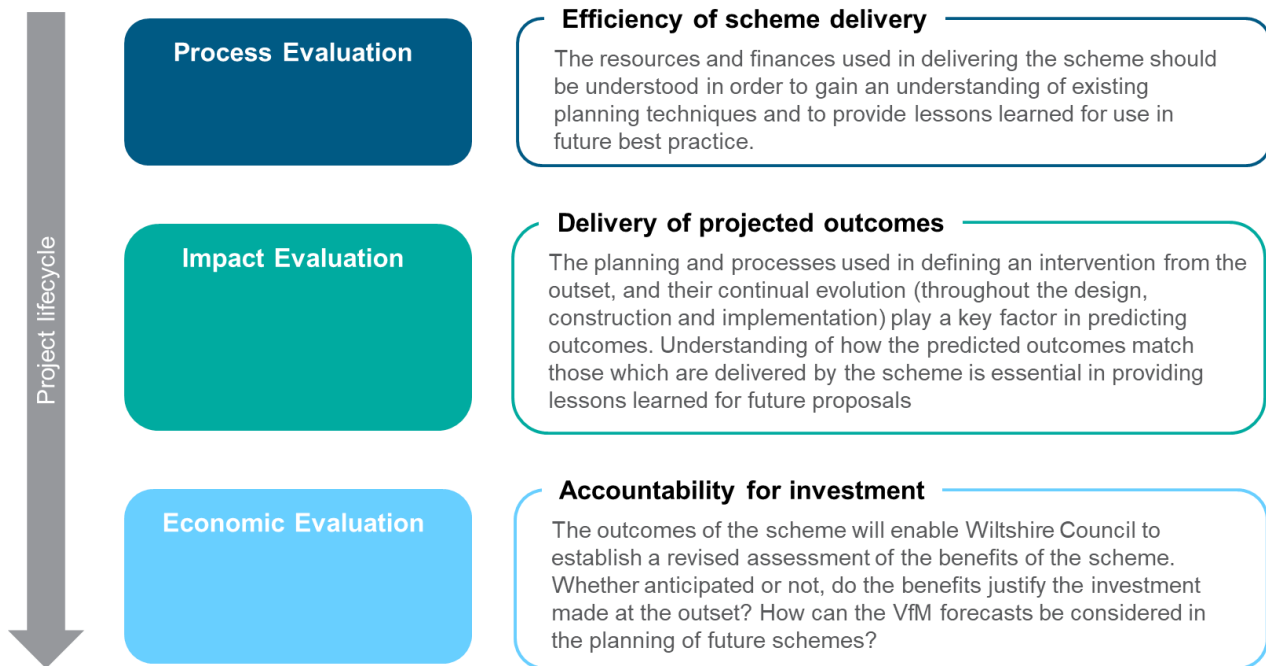 Project lifecycle
Process Evaluation
Efficiency of scheme delivery
The resources and finances used in delivering the scheme should
be understood in order to gain an understanding of existing
planning techniques and to provide lessons learned for use in
future best practice.
Impact Evaluation
Delivery of projected outcomes
The planning and processes used in defining an intervention from the
outset, and their continual evolution (throughout the design,
construction and implementation) play a key factor in predicting
outcomes. Understanding of how the predicted outcomes match
those which are delivered by the scheme is essential in providing
lessons learned for future proposals
Economic Evaluation
Accountability for investment
The outcomes of the scheme will enable Wiltshire Council to
establish a revised assessment of the benefits of the scheme.
Whether anticipated or not, do the benefits justify the investment
made at the outset? How can the VfM forecasts be considered in
the planning of future schemes?